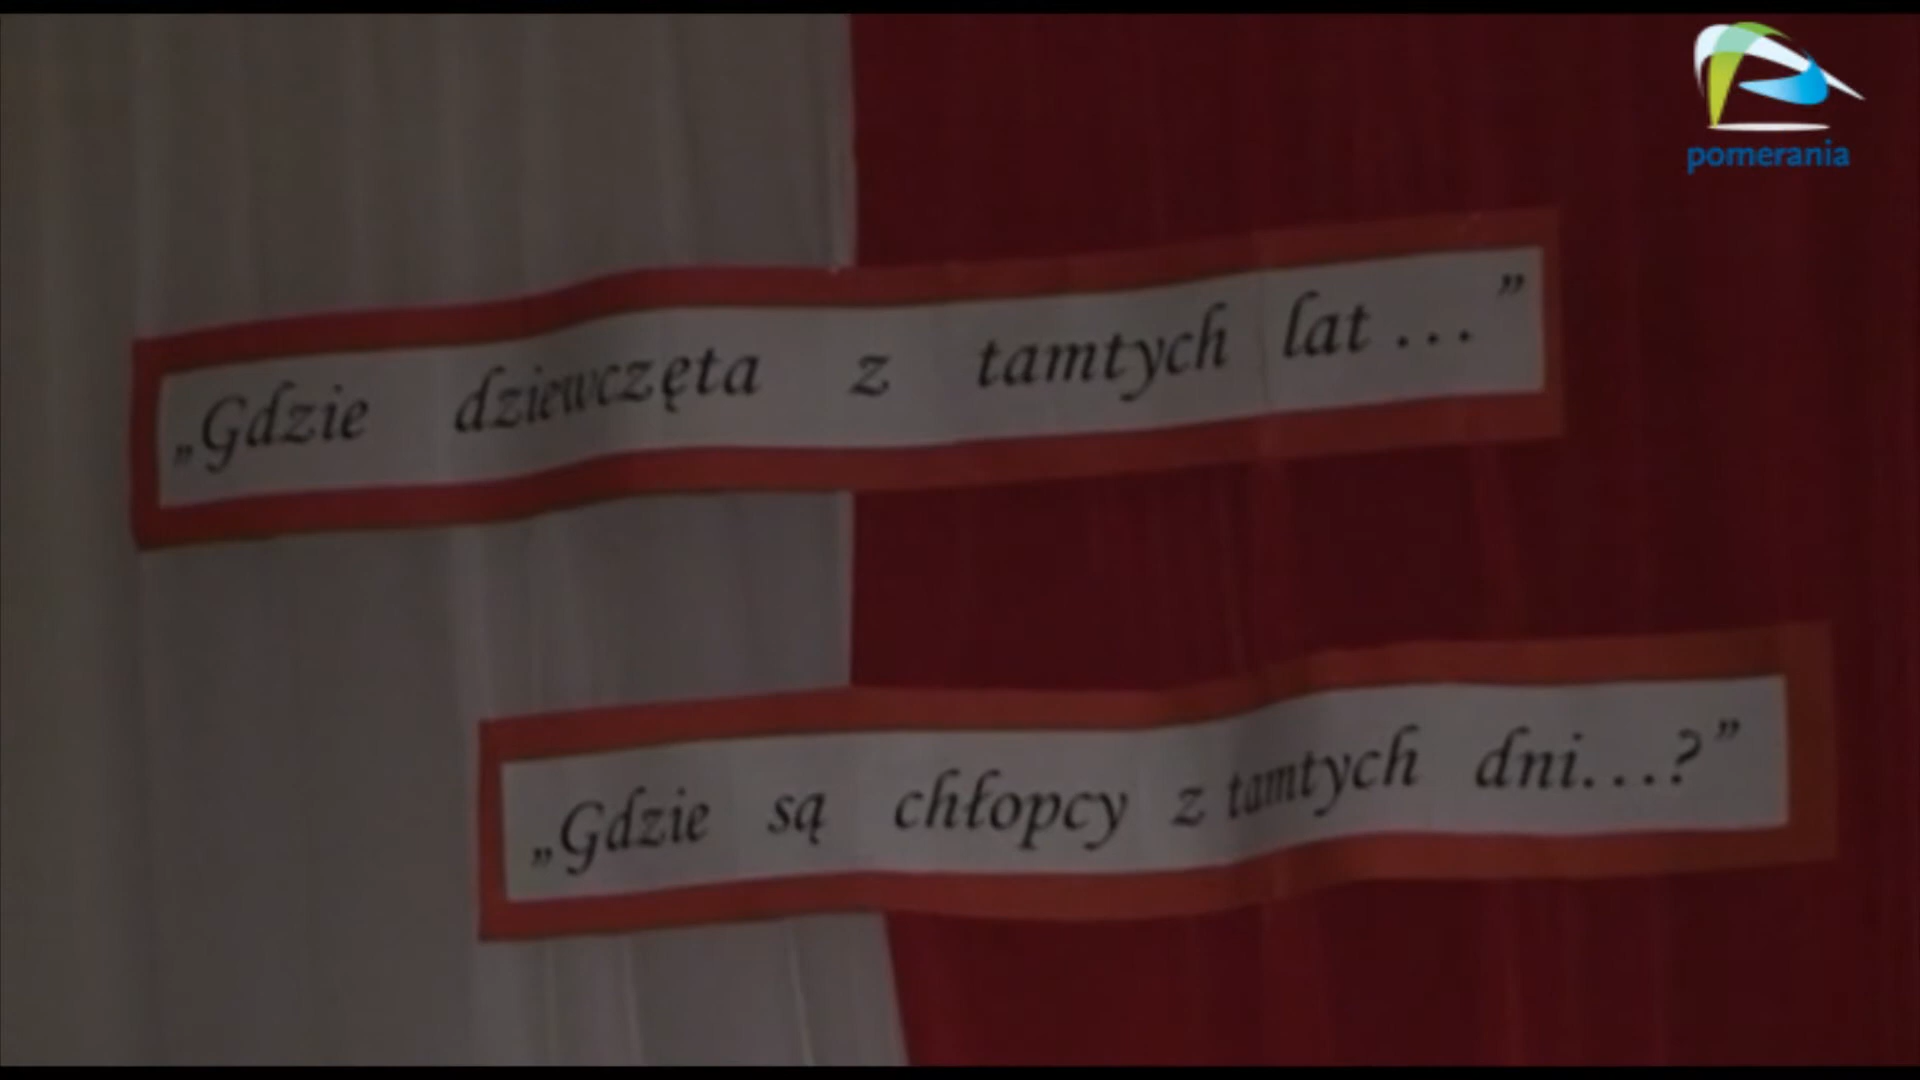 pomerania
„Gdzie dziewczęta z tamtych lat...”
„Gdzie są chłopcy z tamtych dni...?”